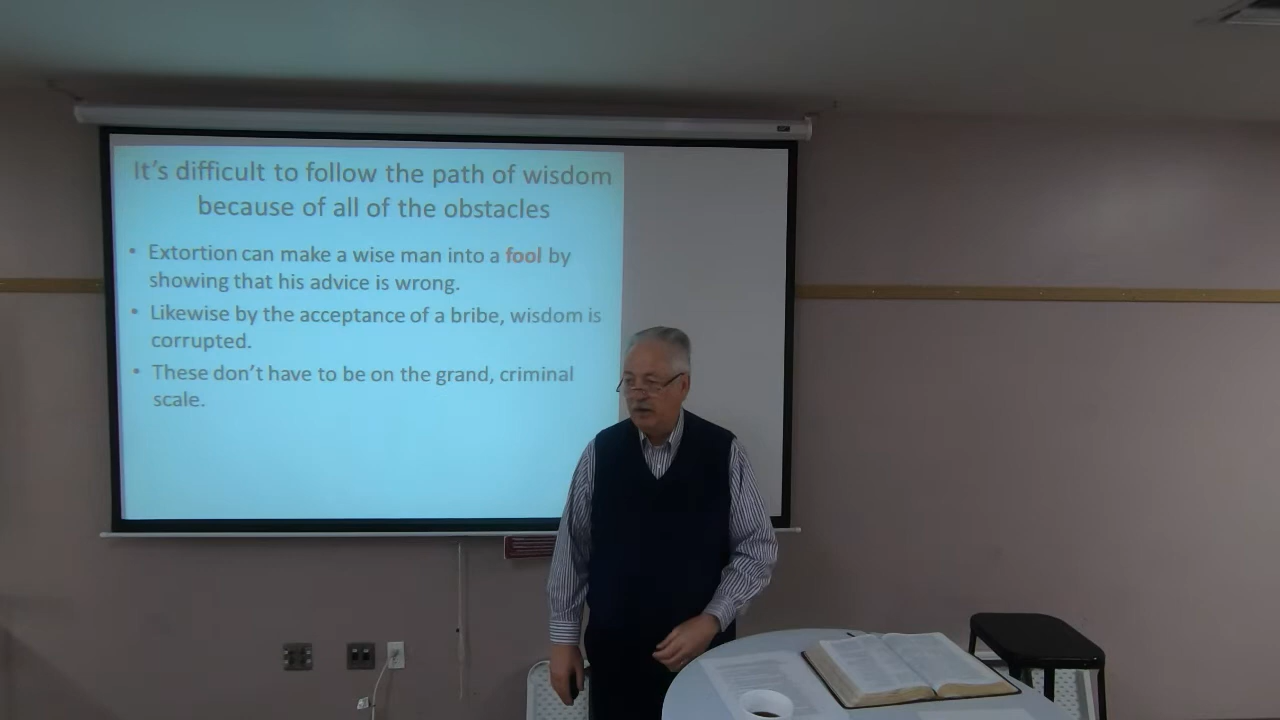 It's difficult to follow the path of wisdom
because of all of the obstacles
• Extortion can make a wise man into a fool by
showing that his advice is wrong.
• Likewise by the acceptance of a bribe, wisdom is
corrupted.
• These don't have to be on the grand, criminal
scale.